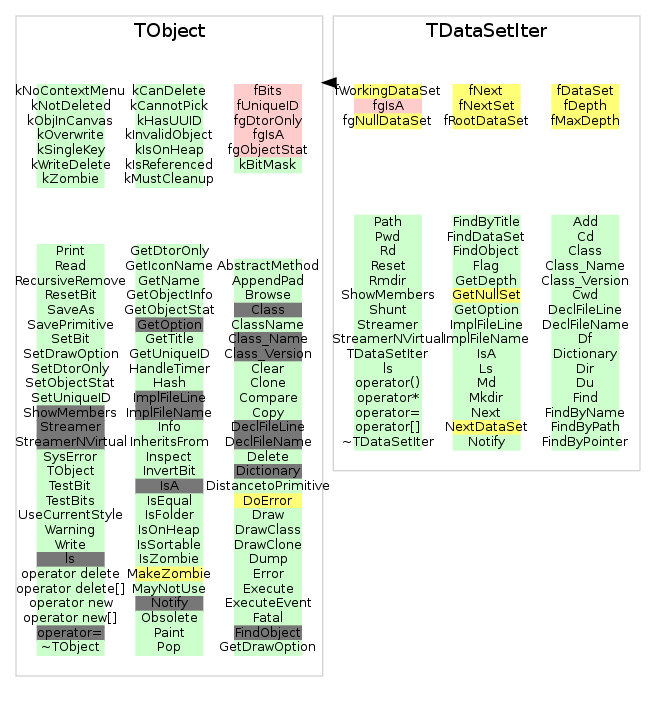 TObject
kNoContextMenu
kNotDeleted
kObjInCanvas
kOverwrite
kSingleKey
kWriteDelete
kZombie
kCanDelete
kCannotPick
kHasUUID
kInvalidObject
kIsOnHeap
kIsReferenced
kMustCleanup
fBits
fUniqueID
fgDtorOnly
fgIsA
fgObjectStat
kBitMask
Print
Read
RecursiveRemove
ResetBit
SaveAs
SavePrimitive
SetBit
SetDrawOption
SetDtorOnly
SetObjectStat
SetUniqueID
ShowMembers
Streamer
StreamerNVirtual
SysError
TObject
TestBit
TestBits
UseCurrentStyle
Warning
Write
ls
operator delete
operator delete[]
operator new
operator new[]
operator=
~TObject
GetDtorOnly
GetIconName
GetName
GetObjectInfo
GetObjectStat
GetOption
GetTitle
GetUniqueID
HandleTimer
Hash
ImplFileLine
ImplFileName
Info
InheritsFrom
Inspect
InvertBit
IsA
IsEqual
IsFolder
IsOnHeap
IsSortable
IsZombie
MakeZombie
MayNotUse
Notify
Obsolete
Paint
Pop
AbstractMethod
AppendPad
Browse
Class
ClassName
Class_Name
Class_Version
Clear
Clone
Compare
Copy
DeclFileLine
DeclFileName
Delete
Dictionary
DistancetoPrimitive
DoError
Draw
DrawClass
DrawClone
Dump
Error
Execute
ExecuteEvent
Fatal
FindObject
GetDrawOption
TDataSetIter
fWorkingDataSet
fgIsA
fgNullDataSet
fNext
fNextSet
fRootDataSet
fDataSet
fDepth
fMaxDepth
Path
Pwd
Rd
Reset
Rmdir
ShowMembers
Shunt
Streamer
StreamerNVirtual
TDataSetIter
ls
operator()
operator*
operator=
operator[]
~TDataSetIter
FindByTitle
FindDataSet
FindObject
Flag
GetDepth
GetNullSet
GetOption
ImplFileLine
ImplFileName
IsA
Ls
Md
Mkdir
Next
NextDataSet
Notify
Add
Cd
Class
Class_Name
Class_Version
Cwd
DeclFileLine
DeclFileName
Df
Dictionary
Dir
Du
Find
FindByName
FindByPath
FindByPointer